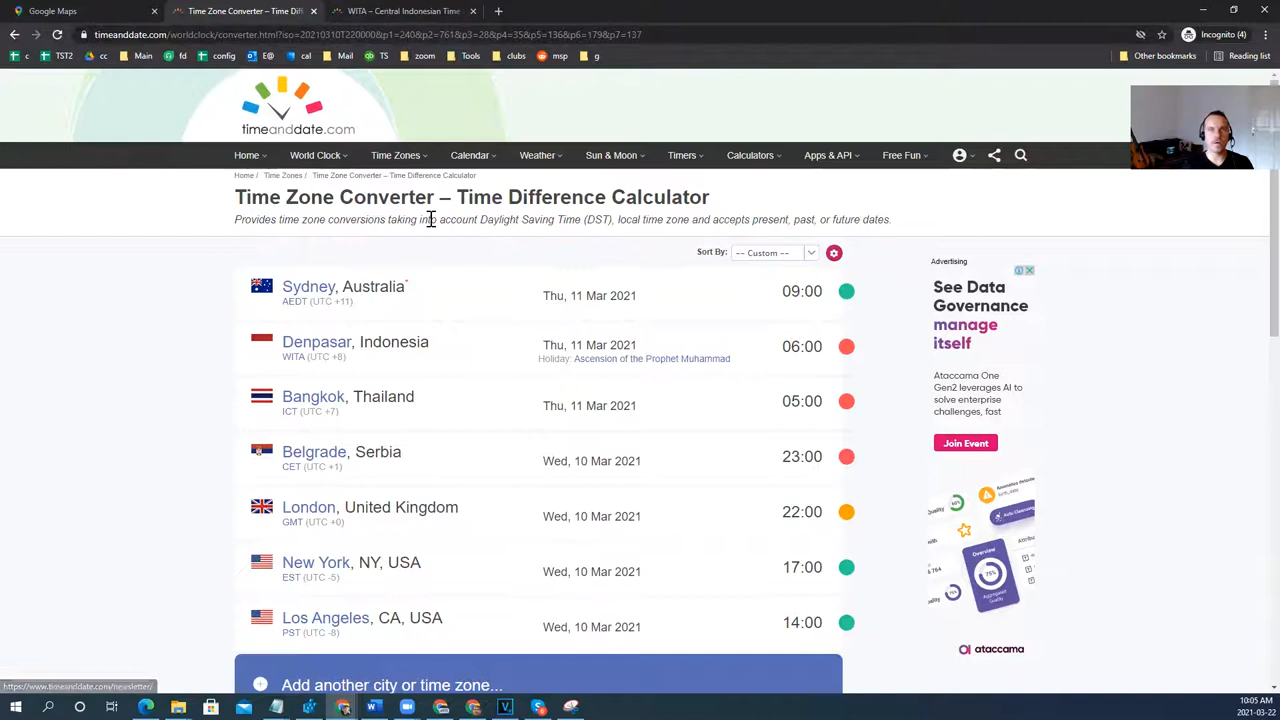 Google Maps
Time Zone Converter – Time Dif
WITA – Central Indonesian Time
timeanddate.com/worldclock/converter.html?iso=20210310T220000&p1=240&p2=761&p3=28&p4=35&p5=136&p6=179&p7=137
Incognito (4)
c
fb
TST2
cc
Main
fd
config
E@
Mail
TS
zoom
Tools
clubs
msp
g
Other bookmarks
Reading list
timeanddate.com
Home
World Clock
Time Zones
Calendar
Weather
Sun & Moon
Timers
Calculators
Apps & API
Free Fun
Home / Time Zones / Time Zone Converter – Time Difference Calculator
Time Zone Converter – Time Difference Calculator
Provides time zone conversions taking into account Daylight Saving Time (DST), local time zone and accepts present, past, or future dates.
Sort By: -- Custom --
Sydney, Australia*
AEDT (UTC +11)
Thu, 11 Mar 2021
09:00
Denpasar, Indonesia
WITA (UTC +8)
Thu, 11 Mar 2021
Holiday: Ascension of the Prophet Muhammad
06:00
Bangkok, Thailand
ICT (UTC +7)
Thu, 11 Mar 2021
05:00
Belgrade, Serbia
CET (UTC +1)
Wed, 10 Mar 2021
23:00
London, United Kingdom
GMT (UTC +0)
Wed, 10 Mar 2021
22:00
New York, NY, USA
EST (UTC -5)
Wed, 10 Mar 2021
17:00
Los Angeles, CA, USA
PST (UTC -8)
Wed, 10 Mar 2021
14:00
Add another city or time zone...
Advertising
See Data
Governance
manage
itself
Ataccama One
Gen2 leverages AI to
solve enterprise
challenges, fast
Join Event
Quality
Overview
75%
ataccama
https://www.timeanddate.com/newsletter/
10:05 AM
2021-03-22